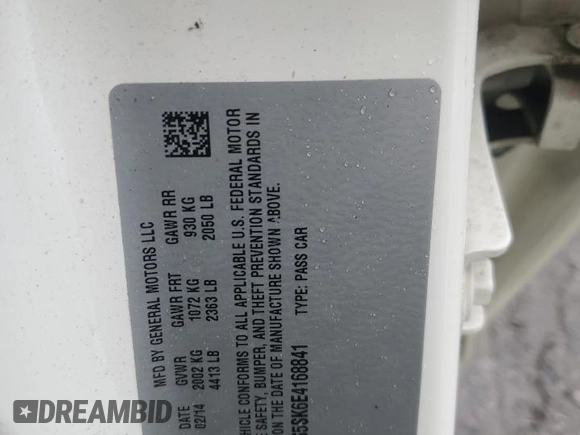 MFD BY GENERAL MOTORS LLC
DATE GVWR GAWR FRT GAWR RR
02/14 2002 KG 1072 KG 930 KG
4413 LB 2363 LB 2050 LB
VEHICLE CONFORMS TO ALL APPLICABLE U.S. FEDERAL MOTOR
SAFETY, BUMPER, AND THEFT PREVENTION STANDARDS IN
ON THE DATE OF MANUFACTURE SHOWN ABOVE.
5SK6E4168841 TYPE: PASS CAR
DREAMBID